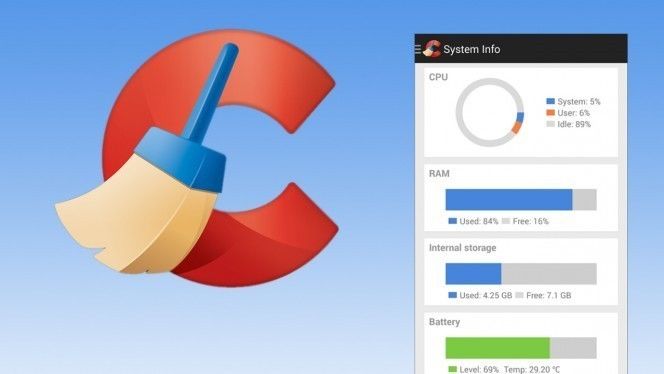 System Info
CPU
System: 5%
User: 6%
Idle: 89%
RAM
Used: 84% Free: 16%
Internal storage
Used: 4.25 GB Free: 7.1 GB
Battery
Level: 69% Temp: 29.20 °C